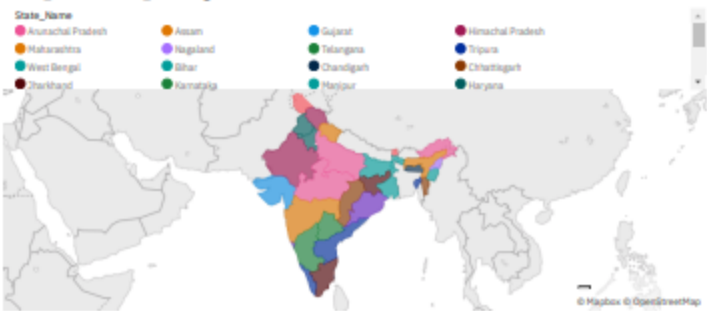 State_Name
Arunachal Pradesh Assam Gujarat Himachal Pradesh
Maharashtra Nagaland Telangana Tripura
West Bengal Bihar Chandigarh Chhattisgarh
Jharkhand Karnataka Manipur Haryana
© Mapbox © OpenStreetMap